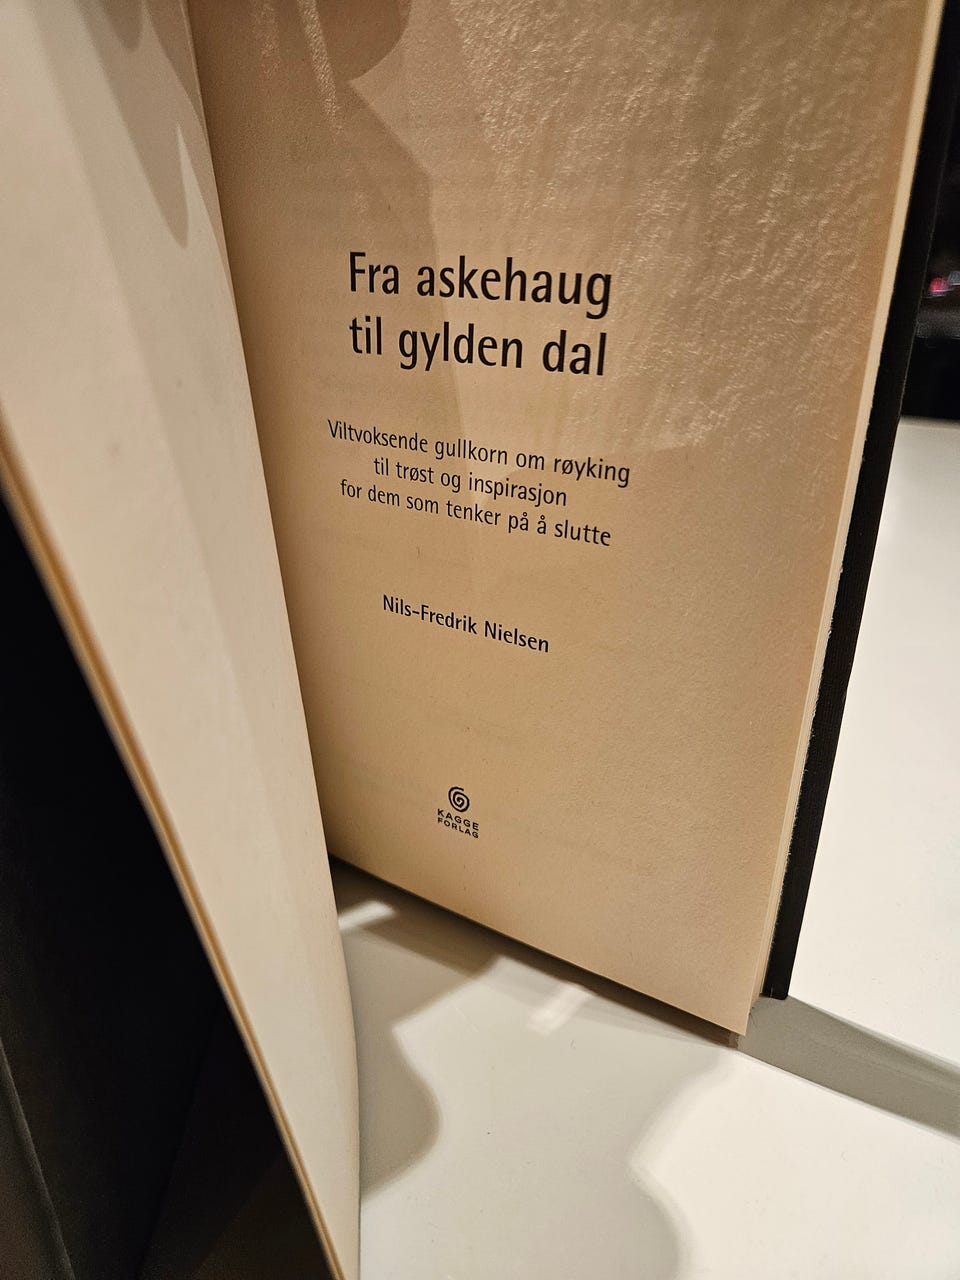 Fra askehaug
til gylden dal
Viltvoksende gullkorn om røyking
til trøst og inspirasjon
for dem som tenker på å slutte
Nils-Fredrik Nielsen
KAGGE
FORLAG